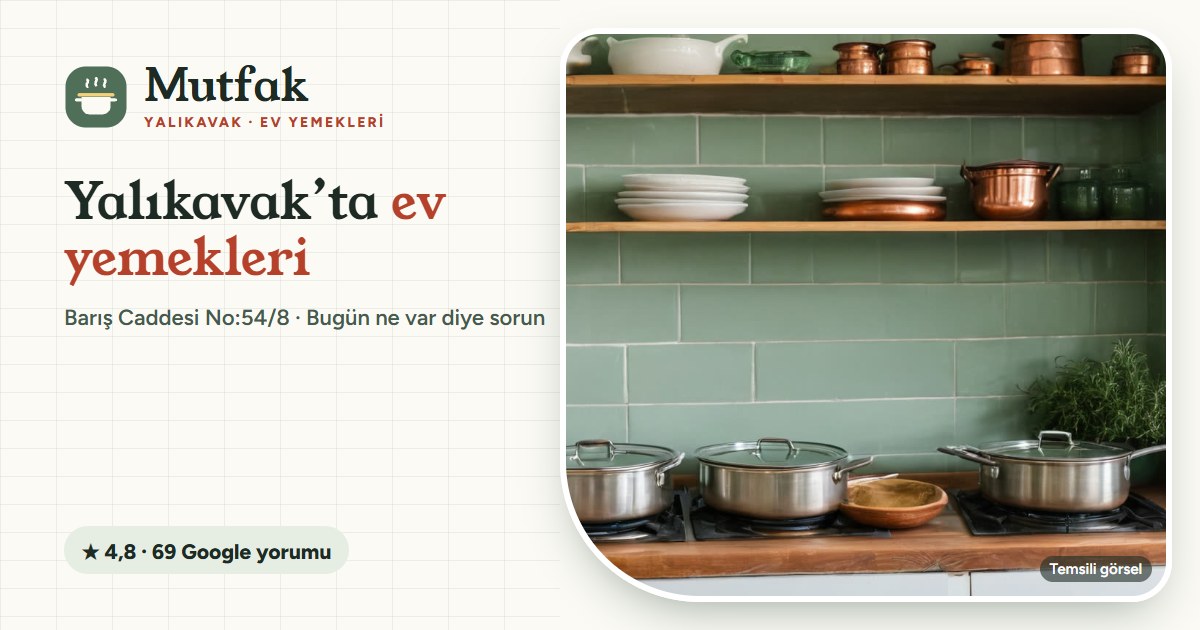 Mutfak
YALIKAVAK · EV YEMEKLERİ
Yalıkavak’ta ev
yemekleri
Barış Caddesi No:54/8 · Bugün ne var diye sorun
★ 4,8 · 69 Google yorumu
Temsili görsel